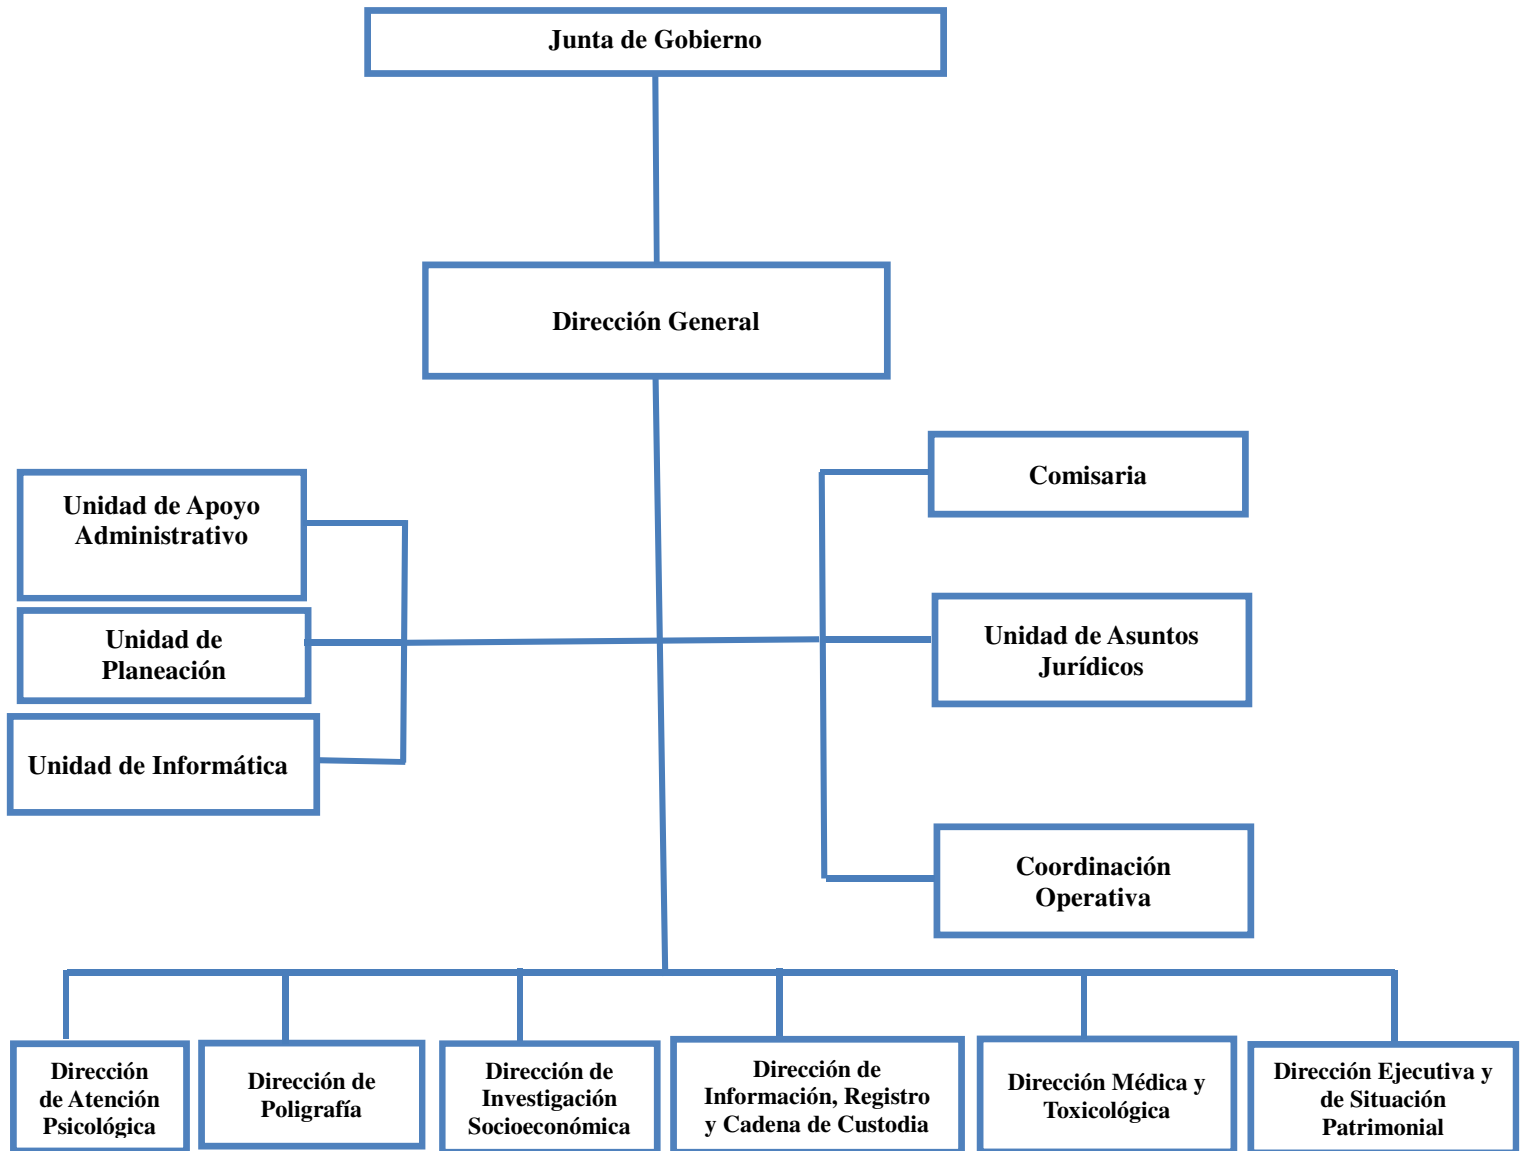 Junta de Gobierno
Dirección General
Comisaria
Unidad de Apoyo
Administrativo
Unidad de
Planeación
Unidad de Asuntos
Jurídicos
Unidad de Informática
Coordinación
Operativa
Dirección
de Atención
Psicológica
Dirección de
Poligrafía
Dirección de
Investigación
Socioeconómica
Dirección de
Información, Registro
y Cadena de Custodia
Dirección Médica y
Toxicológica
Dirección Ejecutiva y
de Situación
Patrimonial